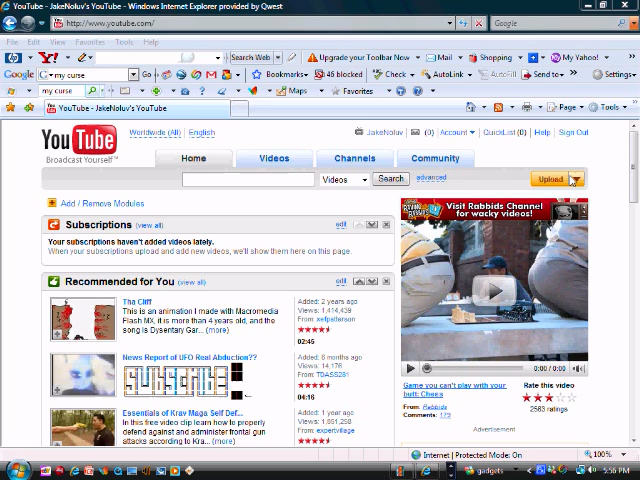 YouTube - JakeNoluv's YouTube - Windows Internet Explorer provided by Qwest
http://www.youtube.com/
Google
File Edit View Favorites Tools Help
Y! Search Web Upgrade your Toolbar Now Mail Shopping My Yahoo!
Google my curse Go Bookmarks 46 blocked Check AutoLink AutoFill Send to Settings
my curse Maps Favorites
YouTube - JakeNoluv's YouTube Page Tools
YouTube Worldwide (All) English JakeNoluv (0) Account QuickList (0) Help Sign Out
Broadcast Yourself™
Home Videos Channels Community
Videos Search advanced Upload
Add / Remove Modules
Visit Rabbids Channel
for wacky videos!
Subscriptions (view all) edit
Your subscriptions haven't added videos lately.
When your subscriptions upload and add new videos, we'll show them here on this page.
Recommended for You (view all) edit
Tha Cliff
This is an animation I made with Macromedia
Flash MX, it is more than 4 years old, and the
song is Dysentary Gar... (more)
Added: 2 years ago
Views: 1,414,439
From: xefpatterson
02:45
News Report of UFO Real Abduction??
Added: 6 months ago
Views: 14,176
From: TDASS281
04:16
Essentials of Krav Maga Self Def...
In this free video clip learn how to properly
defend against and administer frontal gun
attacks according to Kra... (more)
Added: 1 year ago
Views: 1,851,258
From: expertvillage
0:00 / 0:00
Game you can't play with your
butt: Chess
From: Rabbids
Comments: 179
Rate this video
2563 ratings
Advertisement
Internet | Protected Mode: On 100%
gadgets 5:56 PM